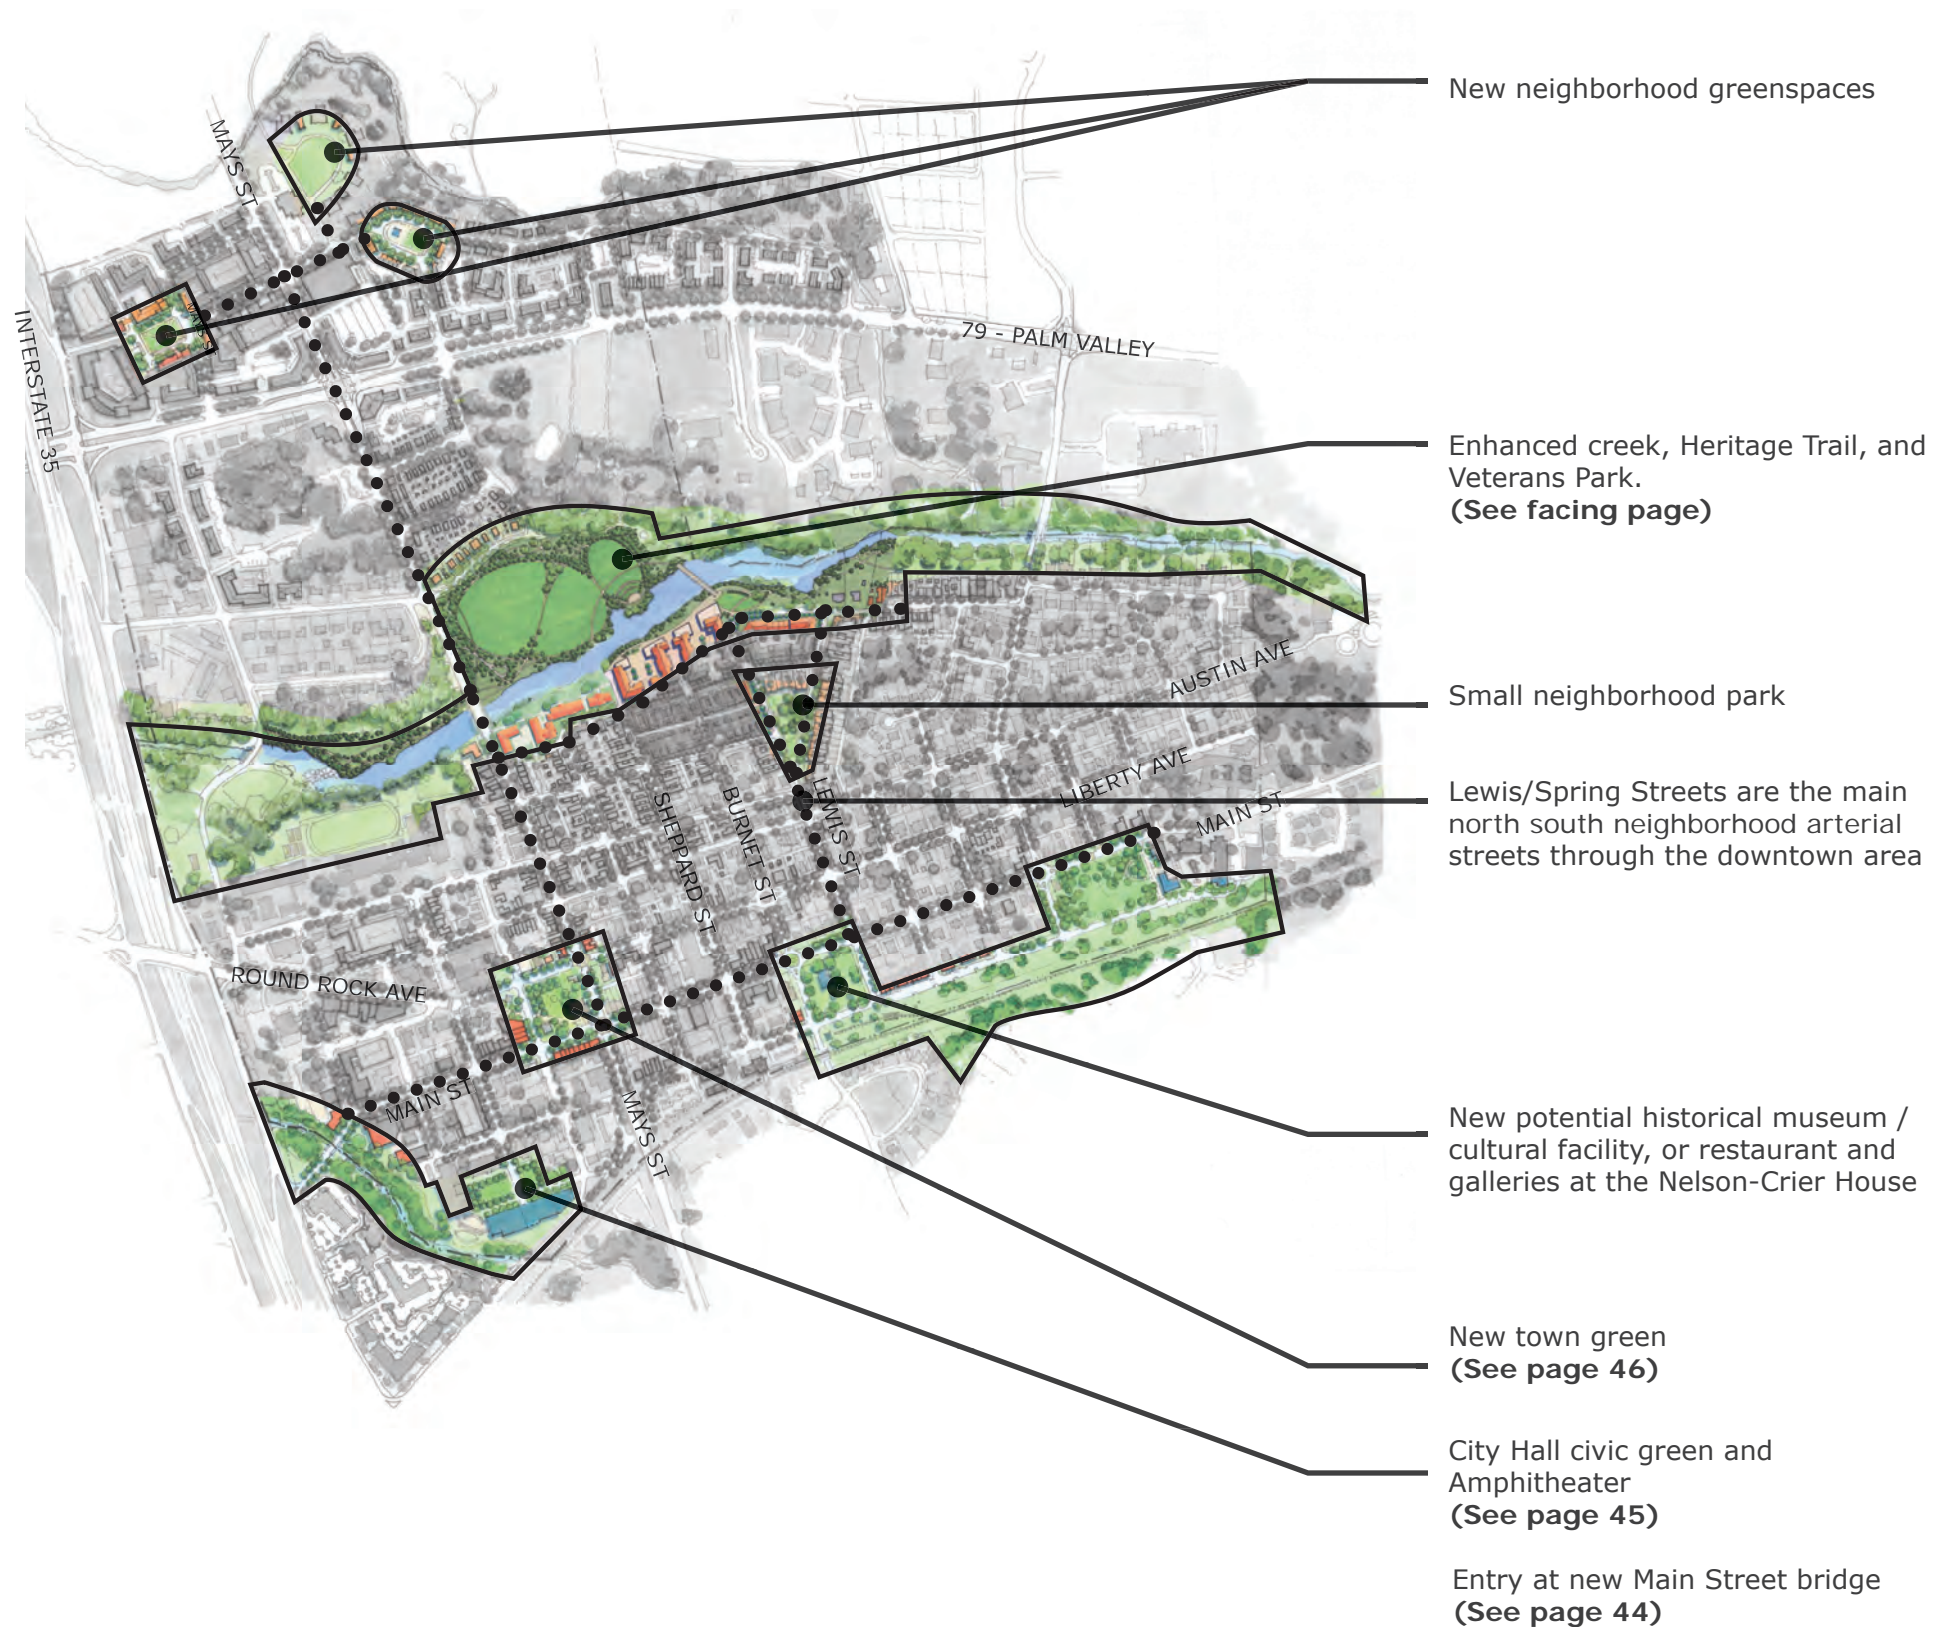 New neighborhood greenspaces
MAYS ST
MAYS ST
INTERSTATE 35
79 - PALM VALLEY
Enhanced creek, Heritage Trail, and
Veterans Park.
(See facing page)
AUSTIN AVE
Small neighborhood park
LIBERTY AVE
MAIN ST
SHEPPARD ST
BURNET ST
LEWIS ST
Lewis/Spring Streets are the main
north south neighborhood arterial
streets through the downtown area
ROUND ROCK AVE
MAIN ST
MAYS ST
New potential historical museum /
cultural facility, or restaurant and
galleries at the Nelson-Crier House
New town green
(See page 46)
City Hall civic green and
Amphitheater
(See page 45)
Entry at new Main Street bridge
(See page 44)